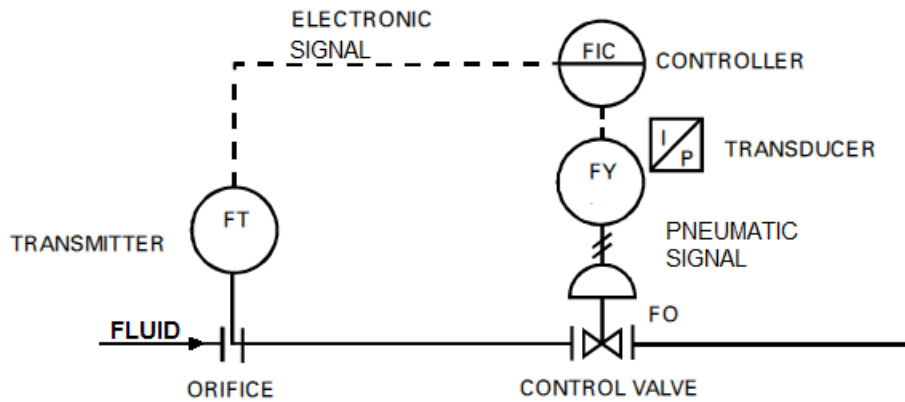 ELECTRONIC
SIGNAL
FIC
CONTROLLER
I
P
TRANSDUCER
FY
FT
TRANSMITTER
PNEUMATIC
SIGNAL
FO
FLUID
ORIFICE
CONTROL VALVE